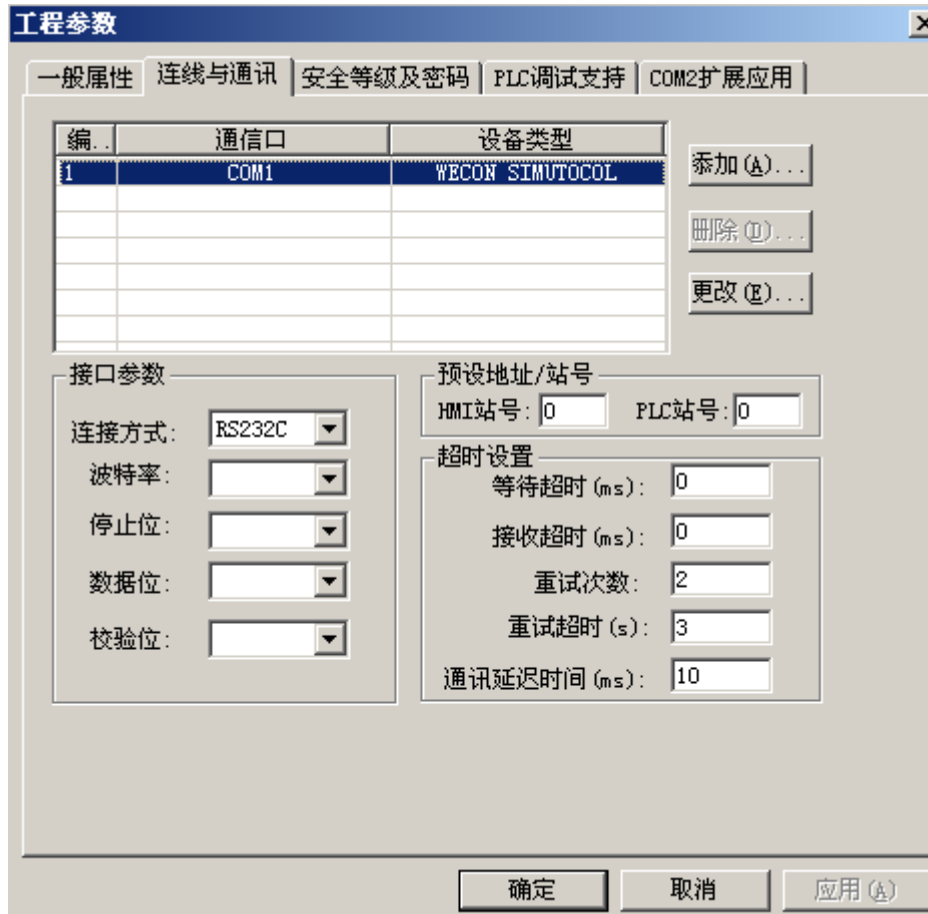 工程参数
一般属性 连线与通讯 安全等级及密码 PLC调试支持 COM2扩展应用
编.. 通信口 设备类型
1 COM1 WECON SIMUTOCOL
添加(A)...
删除(D)...
更改(E)...
接口参数
连接方式: RS232C
波特率:
停止位:
数据位:
校验位:
预设地址/站号
HMI站号: 0 PLC站号: 0
超时设置
等待超时(ms): 0
接收超时(ms): 0
重试次数: 2
重试超时(s): 3
通讯延迟时间(ms): 10
确定 取消 应用(A)